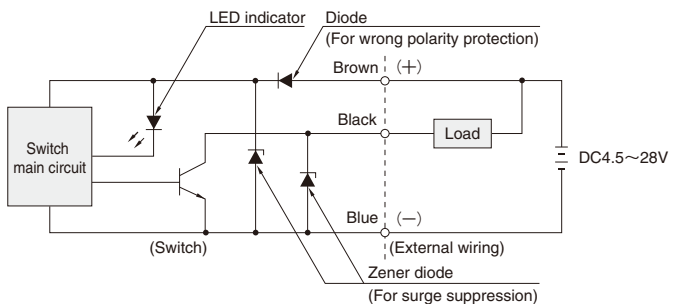 LED indicator
Diode
(For wrong polarity protection)
Brown
(+)
Black
Load
Switch
main circuit
DC4.5～28V
Blue
(—)
(Switch)
(External wiring)
Zener diode
(For surge suppression)